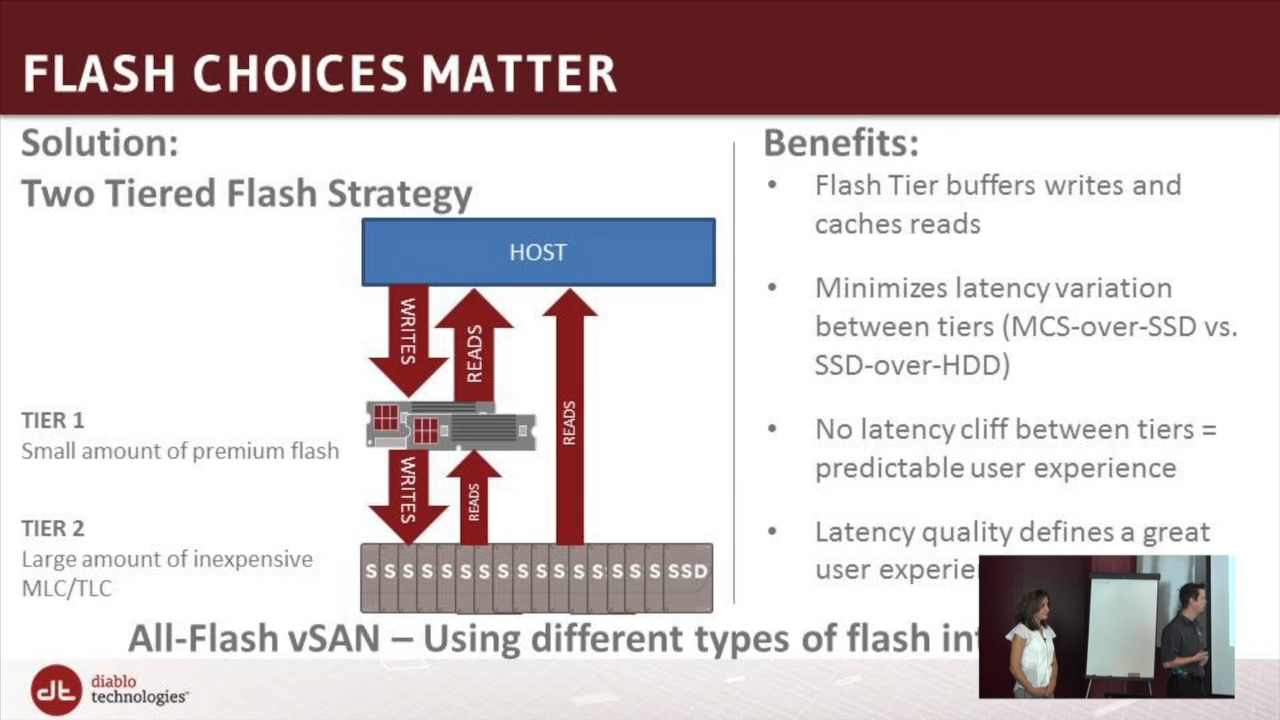 FLASH CHOICES MATTER
Solution:
Two Tiered Flash Strategy
HOST
WRITES
READS
READS
TIER 1
Small amount of premium flash
WRITES
READS
TIER 2
Large amount of inexpensive
MLC/TLC
S S S S S S S S S S S S S S S S SSD
Benefits:
• Flash Tier buffers writes and
caches reads
• Minimizes latency variation
between tiers (MCS-over-SSD vs.
SSD-over-HDD)
• No latency cliff between tiers =
predictable user experience
• Latency quality defines a great
user
All-Flash vSAN – Using different types of flash
dt
diablo
technologies